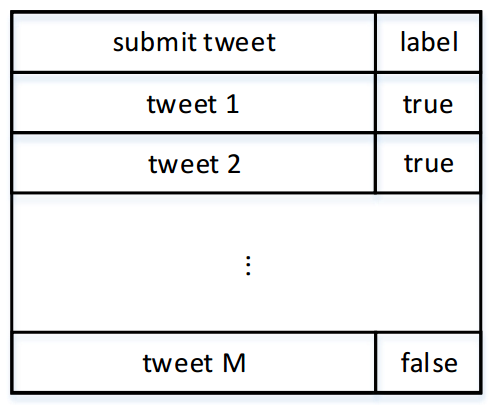 submit tweet label
tweet 1 true
tweet 2 true
⋮
tweet M false